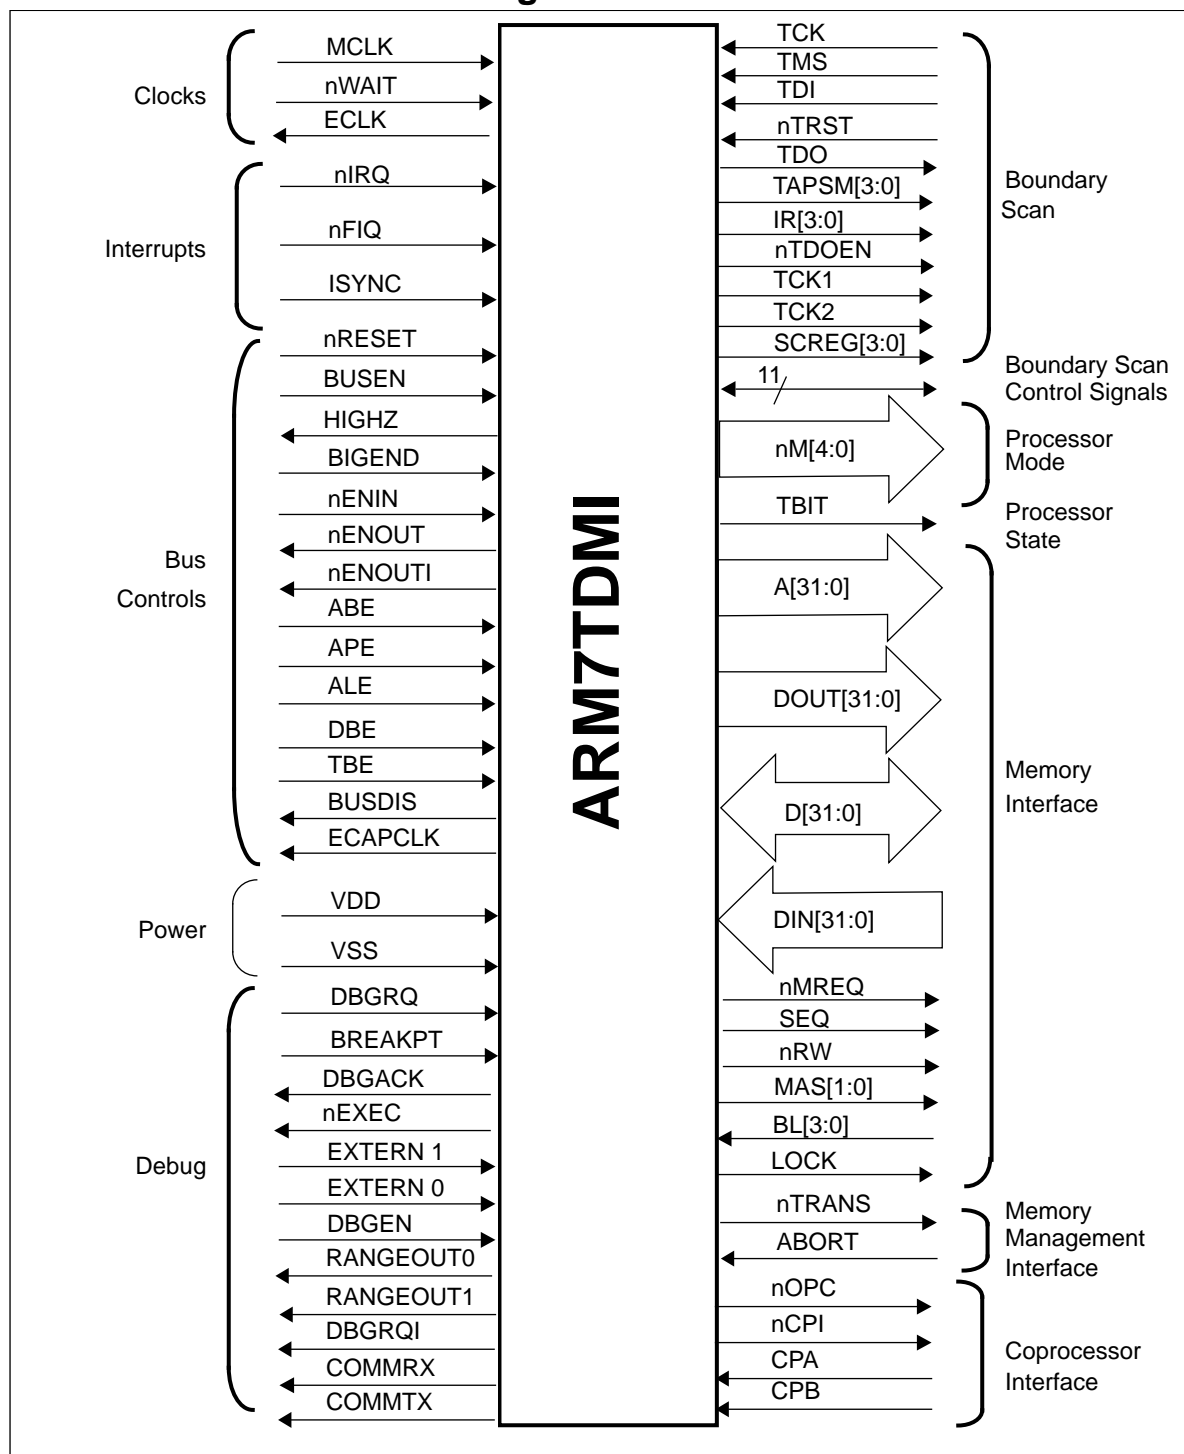 MCLK
nWAIT
Clocks
ECLK
nIRQ
nFIQ
Interrupts
ISYNC
nRESET
BUSEN
HIGHZ
BIGEND
nENIN
nENOUT
Bus
Controls
nENOUTI
ABE
APE
ALE
DBE
TBE
BUSDIS
ECAPCLK
VDD
Power
VSS
DBGRQ
BREAKPT
DBGACK
nEXEC
Debug
EXTERN 1
EXTERN 0
DBGEN
RANGEOUT0
RANGEOUT1
DBGRQI
COMMRX
COMMTX
ARM7TDMI
TCK
TMS
TDI
nTRST
TDO
TAPSM[3:0]
Boundary
Scan
IR[3:0]
nTDOEN
TCK1
TCK2
SCREG[3:0]
11
Boundary Scan
Control Signals
nM[4:0]
Processor
Mode
TBIT
Processor
State
A[31:0]
DOUT[31:0]
Memory
Interface
D[31:0]
DIN[31:0]
nMREQ
SEQ
nRW
MAS[1:0]
BL[3:0]
LOCK
nTRANS
ABORT
Memory
Management
Interface
nOPC
nCPI
CPA
CPB
Coprocessor
Interface